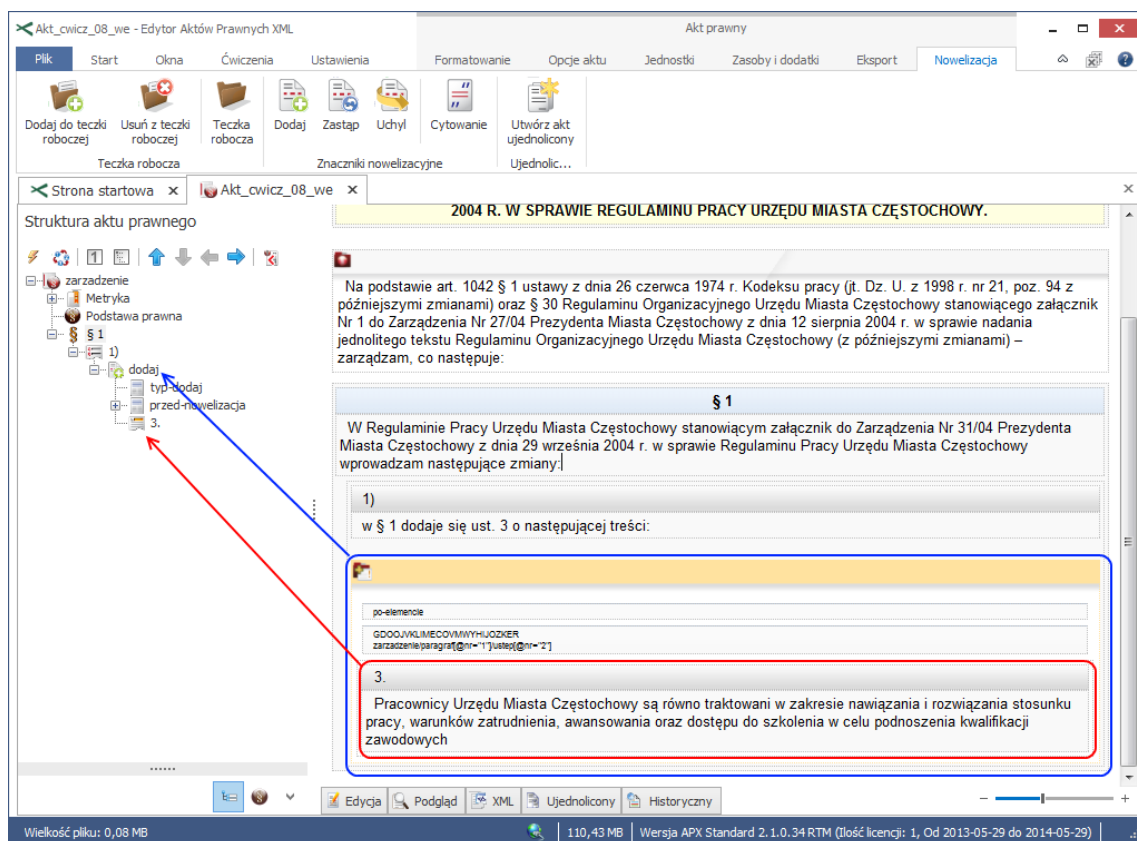 Akt_cwicz_08_we - Edytor Aktów Prawnych XML
Akt prawny
Plik Start Okna Ćwiczenia Ustawienia Formatowanie Opcje aktu Jednostki Zasoby i dodatki Eksport Nowelizacja
Dodaj do teczki roboczej
Usuń z teczki roboczej
Teczka robocza
Dodaj
Zastąp
Uchyl
Cytowanie
Utwórz akt ujednolicony
Teczka robocza
Znaczniki nowelizacyjne
Ujednolic...
Strona startowa
Akt_cwicz_08_we
Struktura aktu prawnego
zarzadzenie
Metryka
Podstawa prawna
§ § 1
1)
dodaj
typ-dodaj
przed-nowelizacja
3.
2004 R. W SPRAWIE REGULAMINU PRACY URZĘDU MIASTA CZĘSTOCHOWY.
Na podstawie art. 1042 § 1 ustawy z dnia 26 czerwca 1974 r. Kodeksu pracy (jt. Dz. U. z 1998 r. nr 21, poz. 94 z
późniejszymi zmianami) oraz § 30 Regulaminu Organizacyjnego Urzędu Miasta Częstochowy stanowiącego załącznik
Nr 1 do Zarządzenia Nr 27/04 Prezydenta Miasta Częstochowy z dnia 12 sierpnia 2004 r. w sprawie nadania
jednolitego tekstu Regulaminu Organizacyjnego Urzędu Miasta Częstochowy (z późniejszymi zmianami) –
zarządzam, co następuje:
§ 1
W Regulaminie Pracy Urzędu Miasta Częstochowy stanowiącym załącznik do Zarządzenia Nr 31/04 Prezydenta
Miasta Częstochowy z dnia 29 września 2004 r. w sprawie Regulaminu Pracy Urzędu Miasta Częstochowy
wprowadzam następujące zmiany:
1)
w § 1 dodaje się ust. 3 o następującej treści:
po-elemencie
GDOOJVKLIMECOVMWYHIJOZKER
zarzadzenie/paragraf[@nr="1"]/ustep[@nr="2"]
3.
Pracownicy Urzędu Miasta Częstochowy są równo traktowani w zakresie nawiązania i rozwiązania stosunku
pracy, warunków zatrudnienia, awansowania oraz dostępu do szkolenia w celu podnoszenia kwalifikacji
zawodowych
Edycja Podgląd XML Ujednolicony Historyczny
Wielkość pliku: 0,08 MB
110,43 MB
Wersja APX Standard 2.1.0.34 RTM (Ilość licencji: 1, Od 2013-05-29 do 2014-05-29)